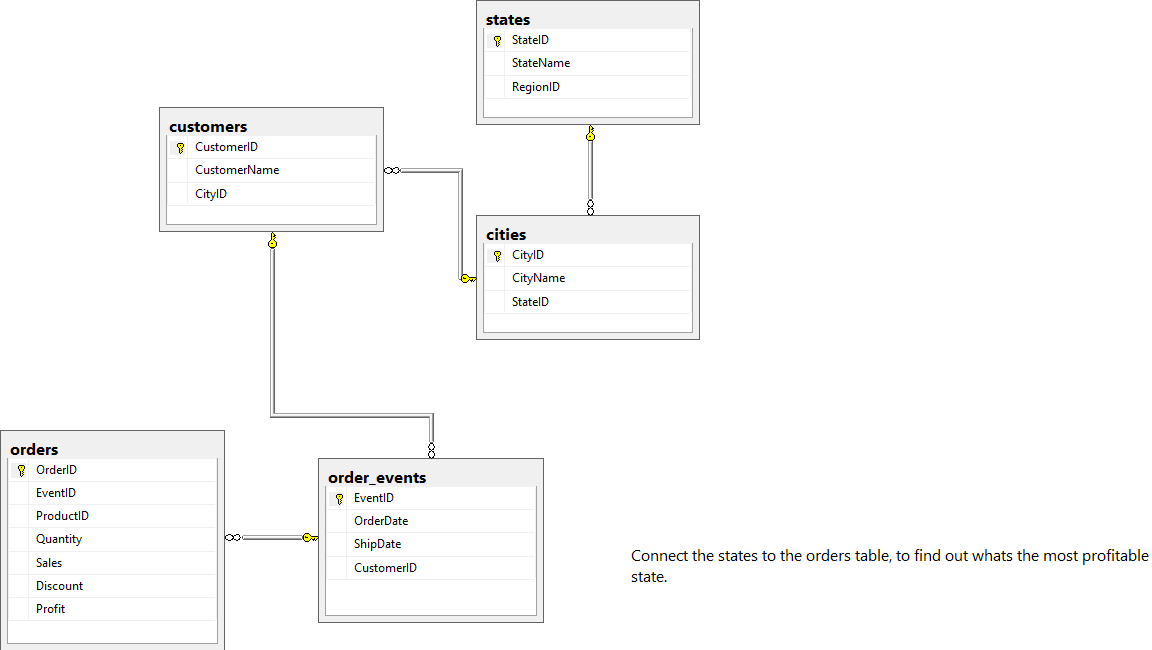 states
StateID
StateName
RegionID
customers
CustomerID
CustomerName
CityID
cities
CityID
CityName
StateID
orders
OrderID
EventID
ProductID
Quantity
Sales
Discount
Profit
order_events
EventID
OrderDate
ShipDate
CustomerID
Connect the states to the orders table, to find out whats the most profitable
state.